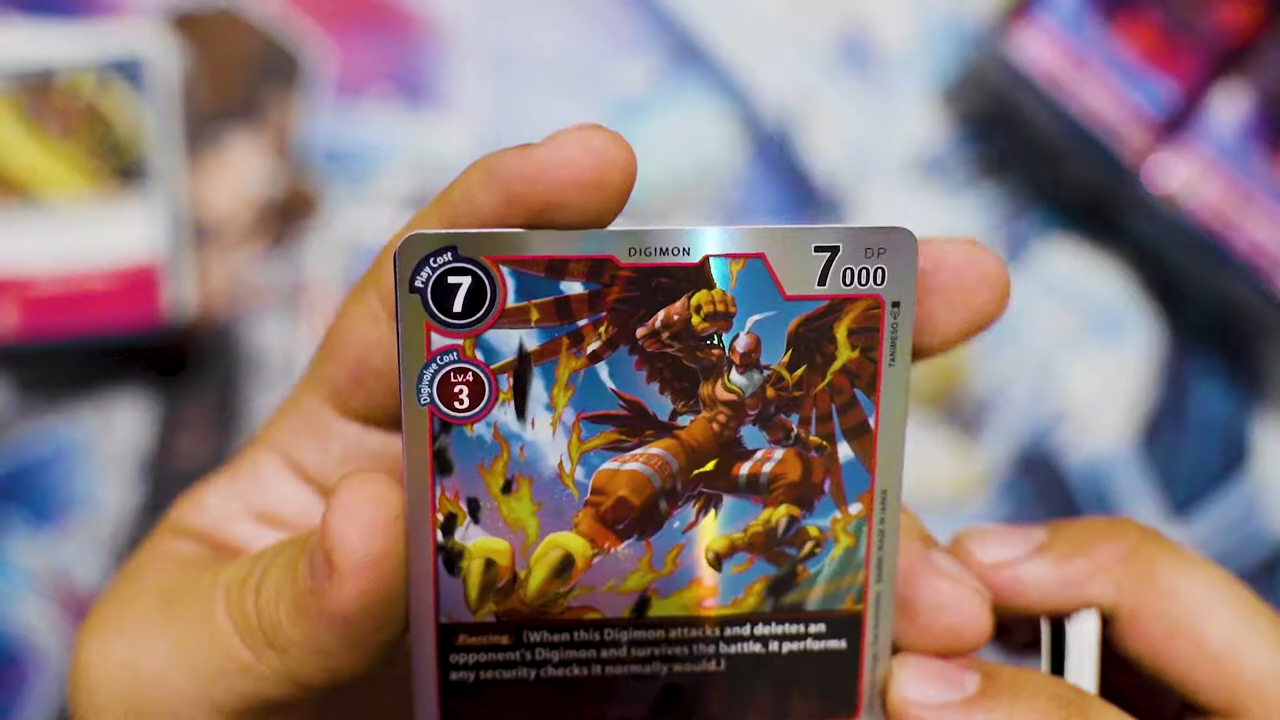 DIGIMON
Play Cost
7
7000
DP
Digivolve Cost
Lv.4
3
TANIMESO
Piercing (When this Digimon attacks and deletes an
opponent's Digimon and survives the battle, it performs
any security checks it normally would.)